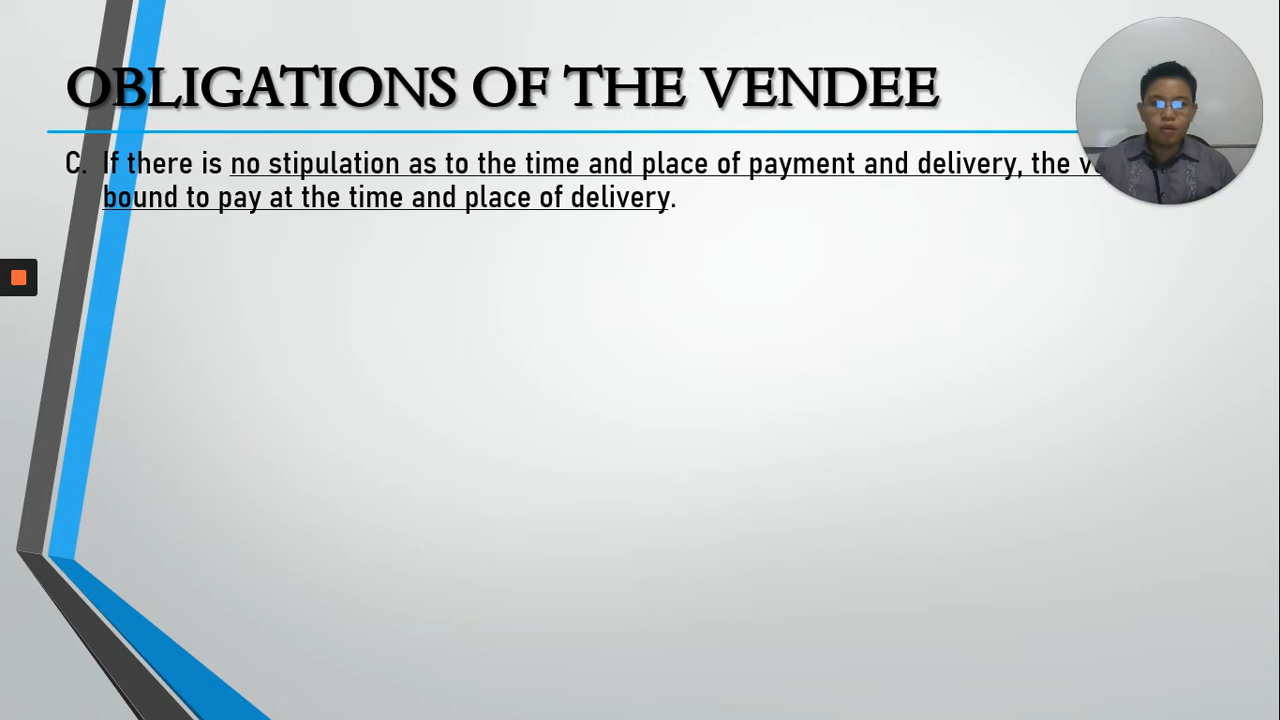 OBLIGATIONS OF THE VENDEE
C. If there is no stipulation as to the time and place of payment and delivery, the
bound to pay at the time and place of delivery.